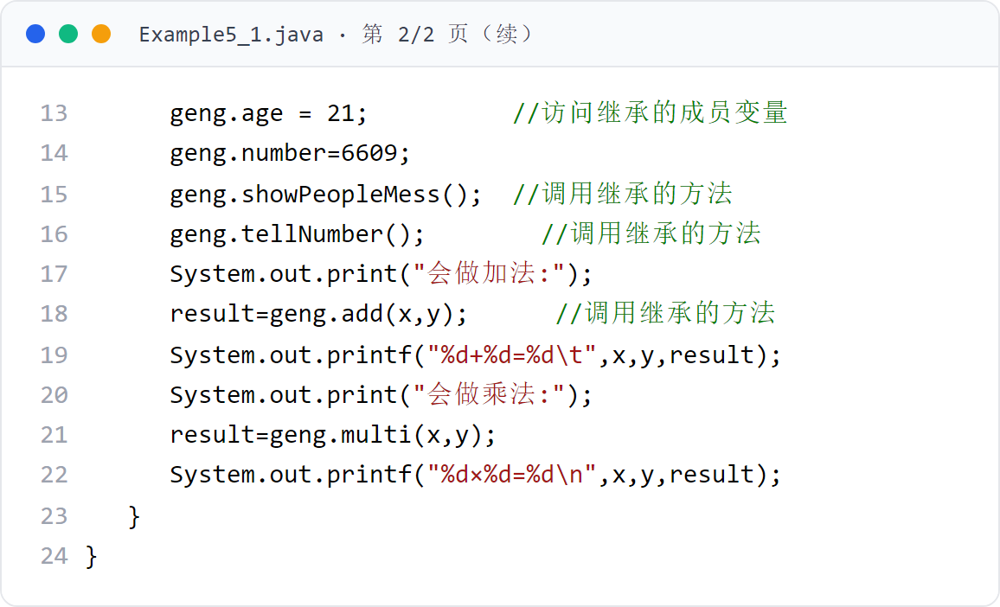 Example5_1.java · 第 2/2 页（续）
13 geng.age = 21; //访问继承的成员变量
14 geng.number=6609;
15 geng.showPeopleMess(); //调用继承的方法
16 geng.tellNumber(); //调用继承的方法
17 System.out.print("会做加法:");
18 result=geng.add(x,y); //调用继承的方法
19 System.out.printf("%d+%d=%d\t",x,y,result);
20 System.out.print("会做乘法:");
21 result=geng.multi(x,y);
22 System.out.printf("%d×%d=%d\n",x,y,result);
23 }
24 }